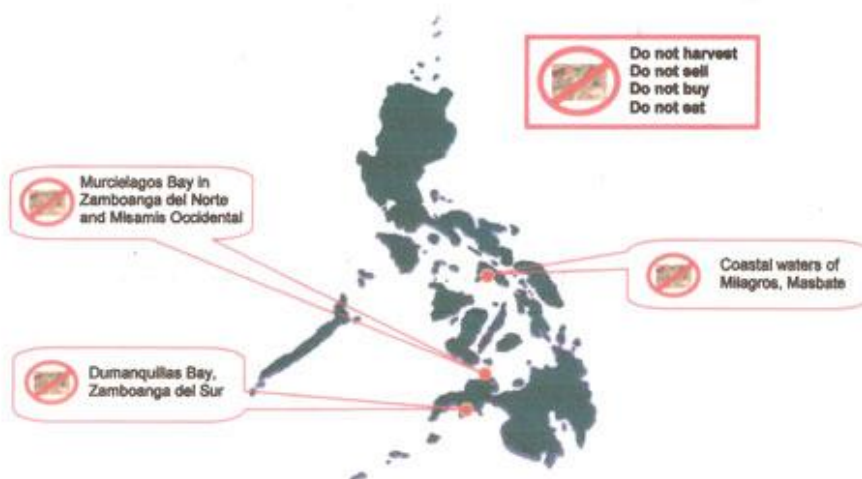 Do not harvest
Do not sell
Do not buy
Do not eat
Murcielagos Bay in
Zamboanga del Norte
and Misamis Occidental
Coastal waters of
Milagros, Masbate
Dumanquillas Bay,
Zamboanga del Sur